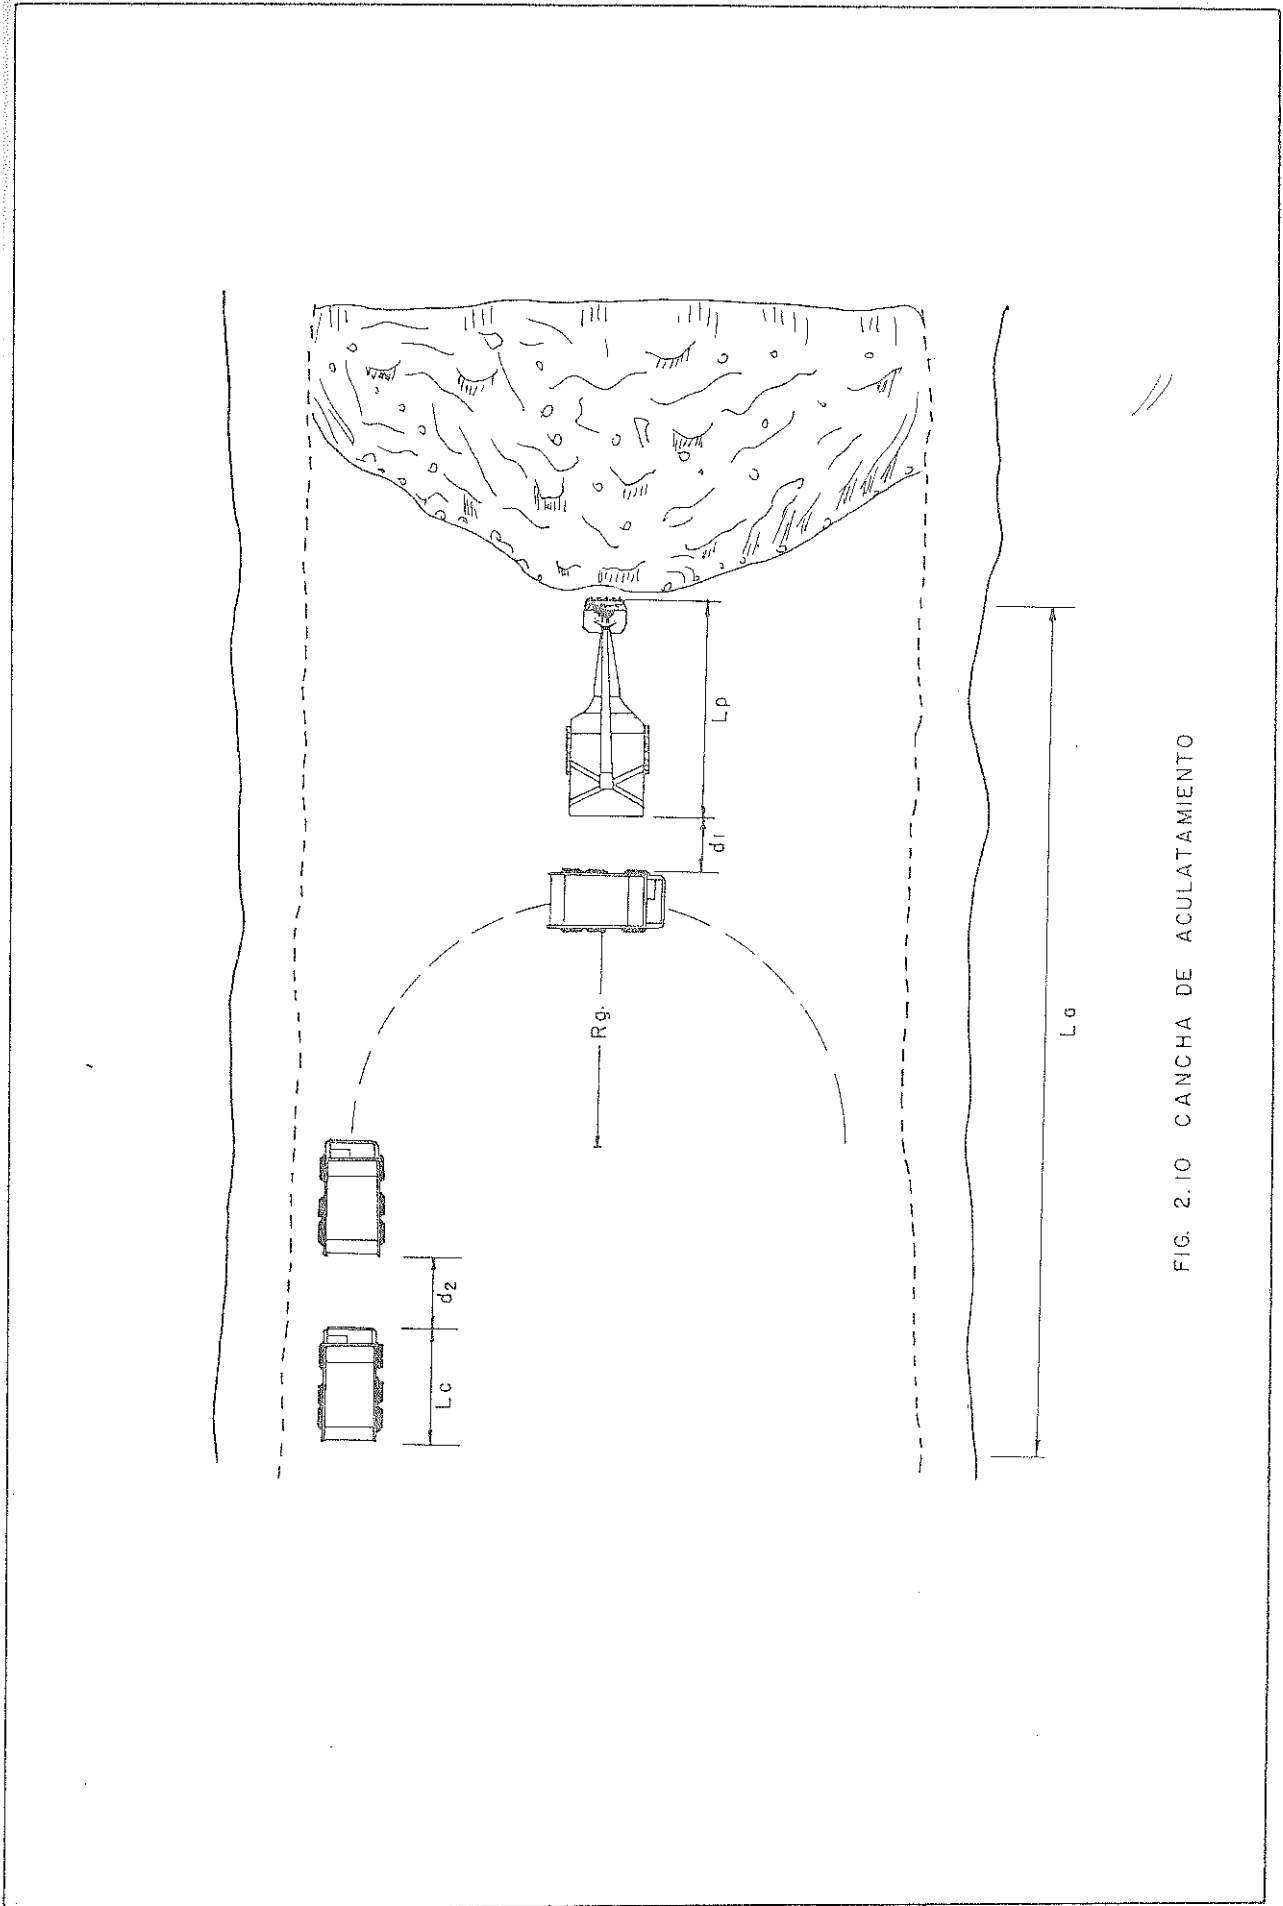 Lp
d1
Rg.
d2
Lc
La
FIG. 2.10 CANCHA DE ACULATAMIENTO